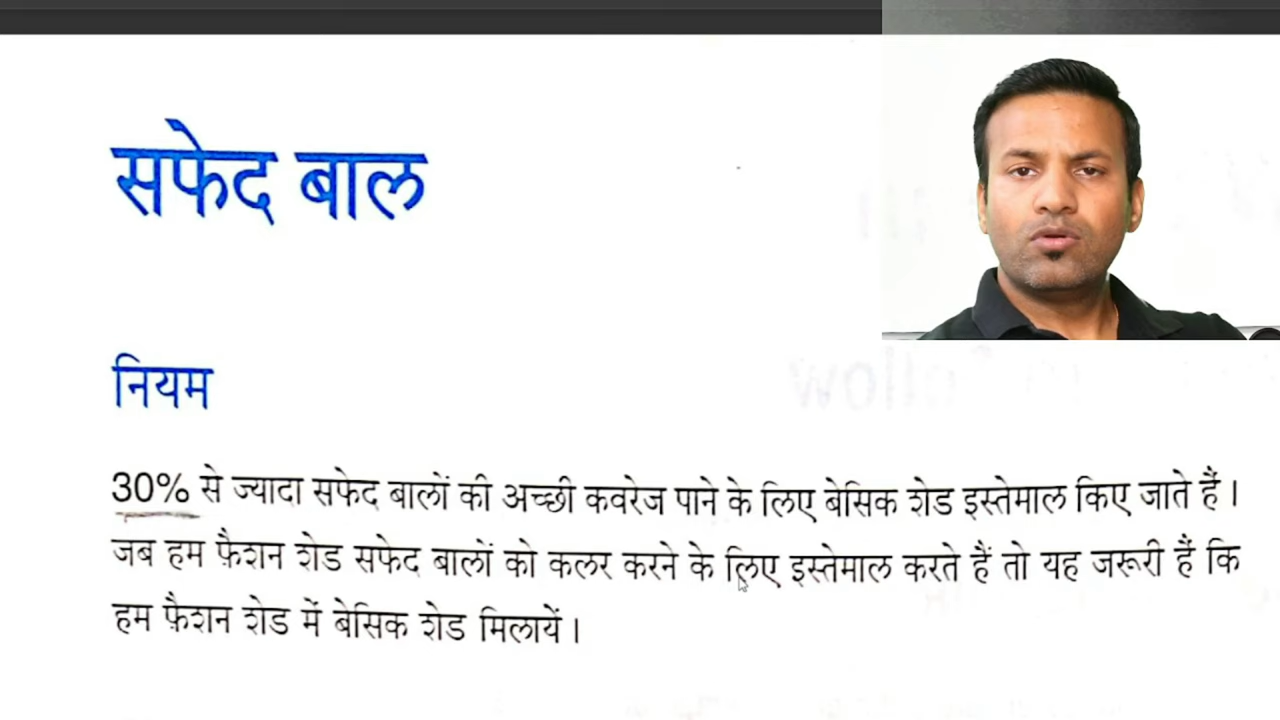 सफेद बाल
नियम
30% से ज्यादा सफेद बालों की अच्छी कवरेज पाने के लिए बेसिक शेड इस्तेमाल किए जाते हैं।
जब हम फ़ैशन शेड सफेद बालों को कलर करने के लिए इस्तेमाल करते हैं तो यह जरूरी हैं कि
हम फ़ैशन शेड में बेसिक शेड मिलायें।